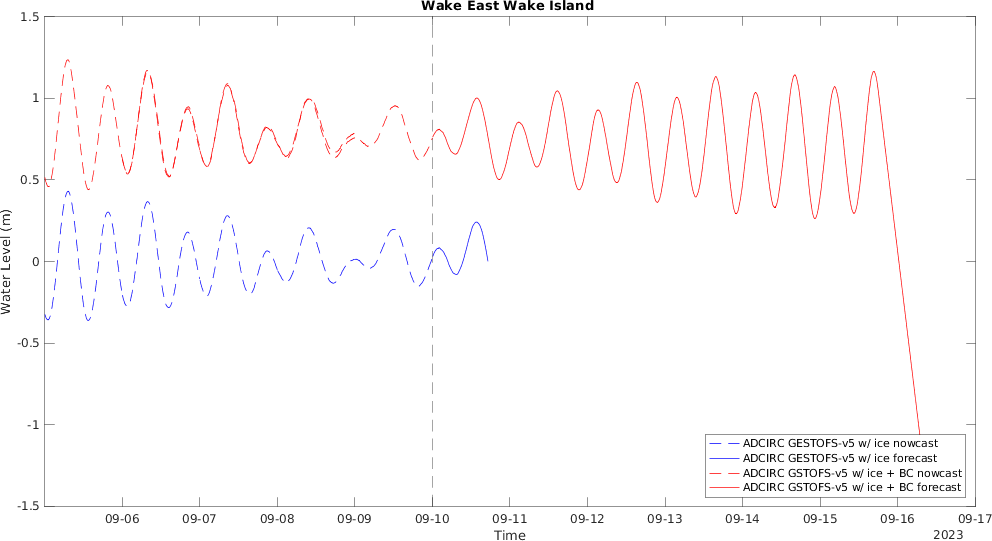 Wake East Wake Island
1.5
1
0.5
0
-0.5
-1
-1.5
Water Level (m)
ADCIRC GESTOFS-v5 w/ ice nowcast
ADCIRC GESTOFS-v5 w/ ice forecast
ADCIRC GSTOFS-v5 w/ ice + BC nowcast
ADCIRC GSTOFS-v5 w/ ice + BC forecast
09-06 09-07 09-08 09-09 09-10 09-11 09-12 09-13 09-14 09-15 09-16 09-17
Time
2023